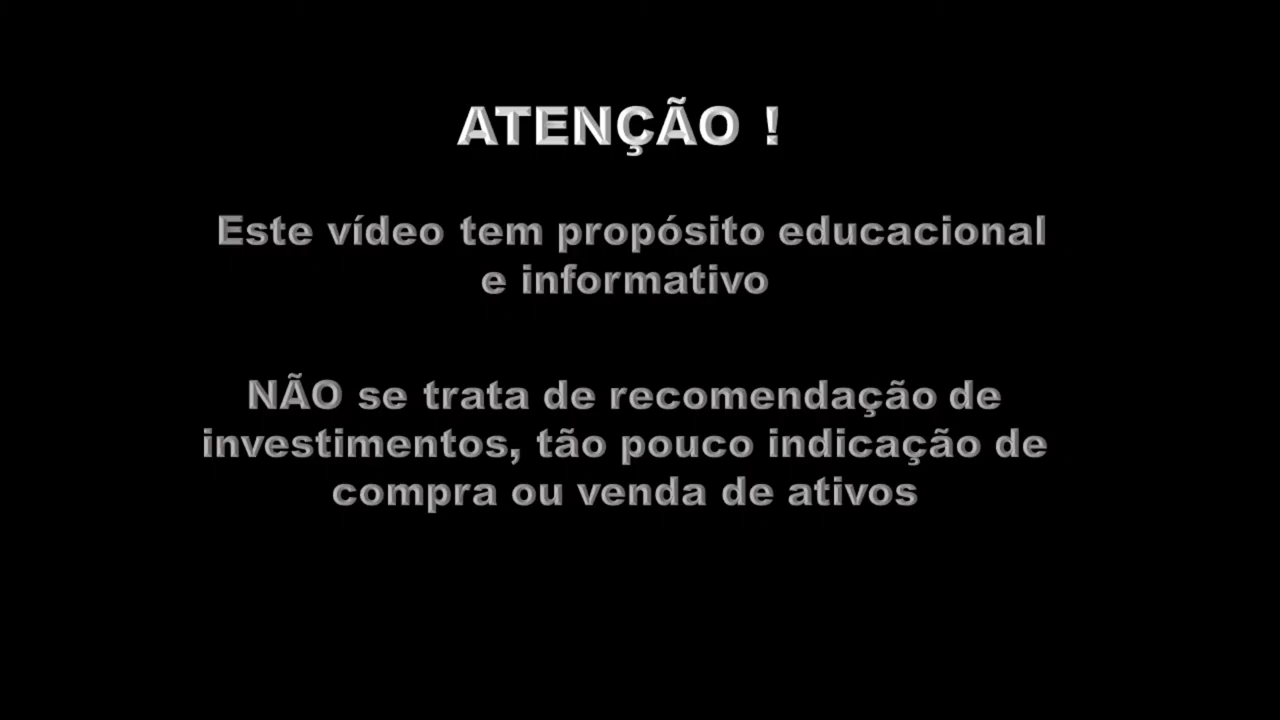 ATENÇÃO !
Este vídeo tem propósito educacional
e informativo
NÃO se trata de recomendação de
investimentos, tão pouco indicação de
compra ou venda de ativos